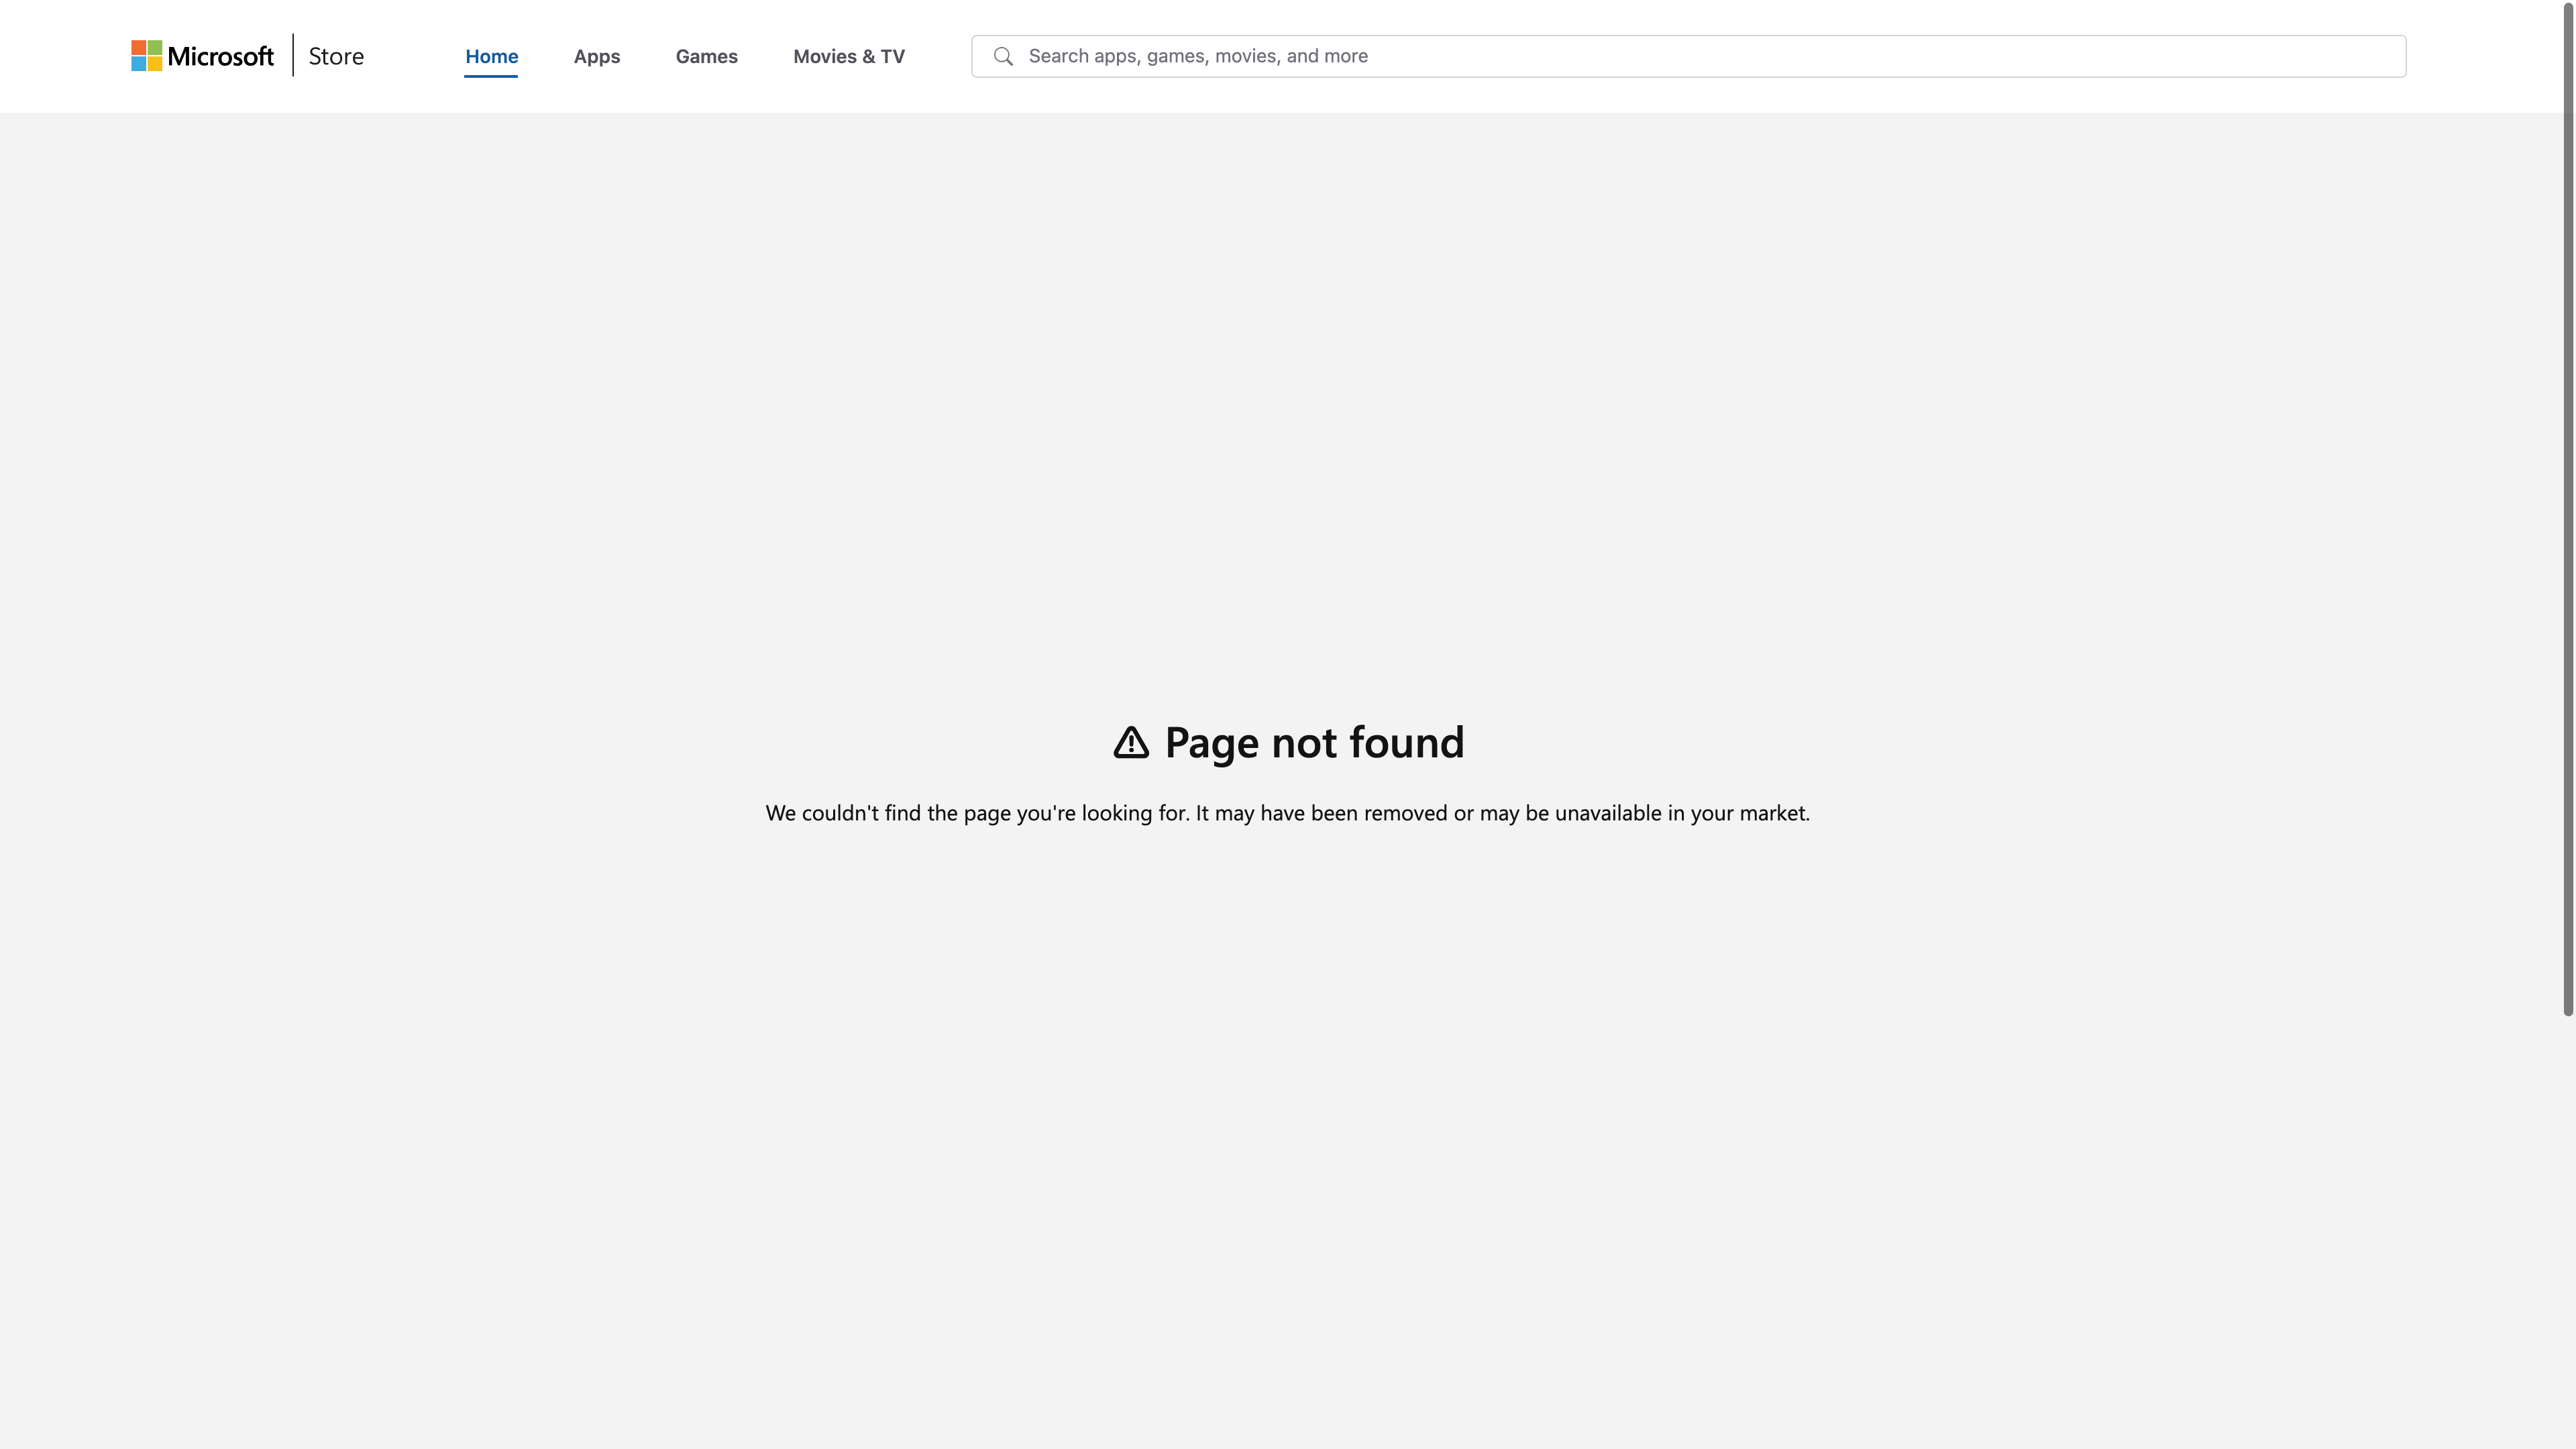 Microsoft Store Home Apps Games Movies & TV Search apps, games, movies, and more
Page not found
We couldn't find the page you're looking for. It may have been removed or may be unavailable in your market.